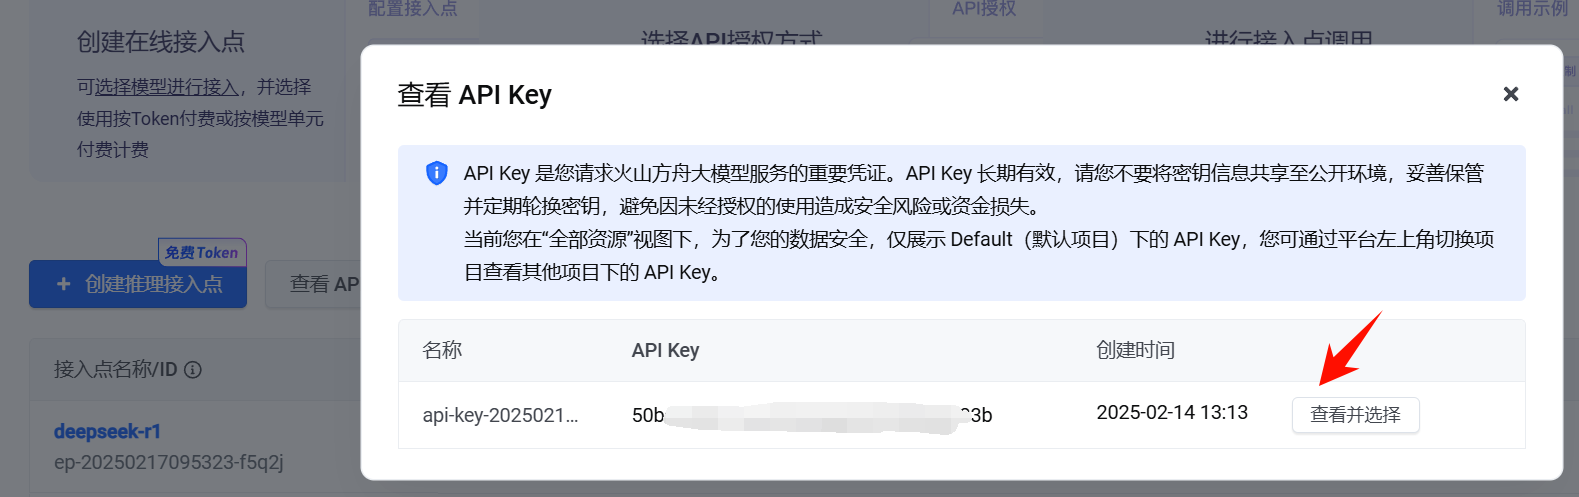 配置接入点
API授权
调用示例
创建在线接入点
选择API授权方式
进行接入点调用
可选择模型进行接入，并选择
使用按Token付费或按模型单元
付费计费
查看 API Key
API Key 是您请求火山方舟大模型服务的重要凭证。API Key 长期有效，请您不要将密钥信息共享至公开环境，妥善保管
并定期轮换密钥，避免因未经授权的使用造成安全风险或资金损失。
当前您在“全部资源”视图下，为了您的数据安全，仅展示 Default（默认项目）下的 API Key，您可通过平台左上角切换项
目查看其他项目下的 API Key。
免费Token
+ 创建推理接入点
查看 AP
名称
API Key
创建时间
接入点名称/ID
api-key-2025021...
50b
3b
2025-02-14 13:13
查看并选择
deepseek-r1
ep-20250217095323-f5q2j